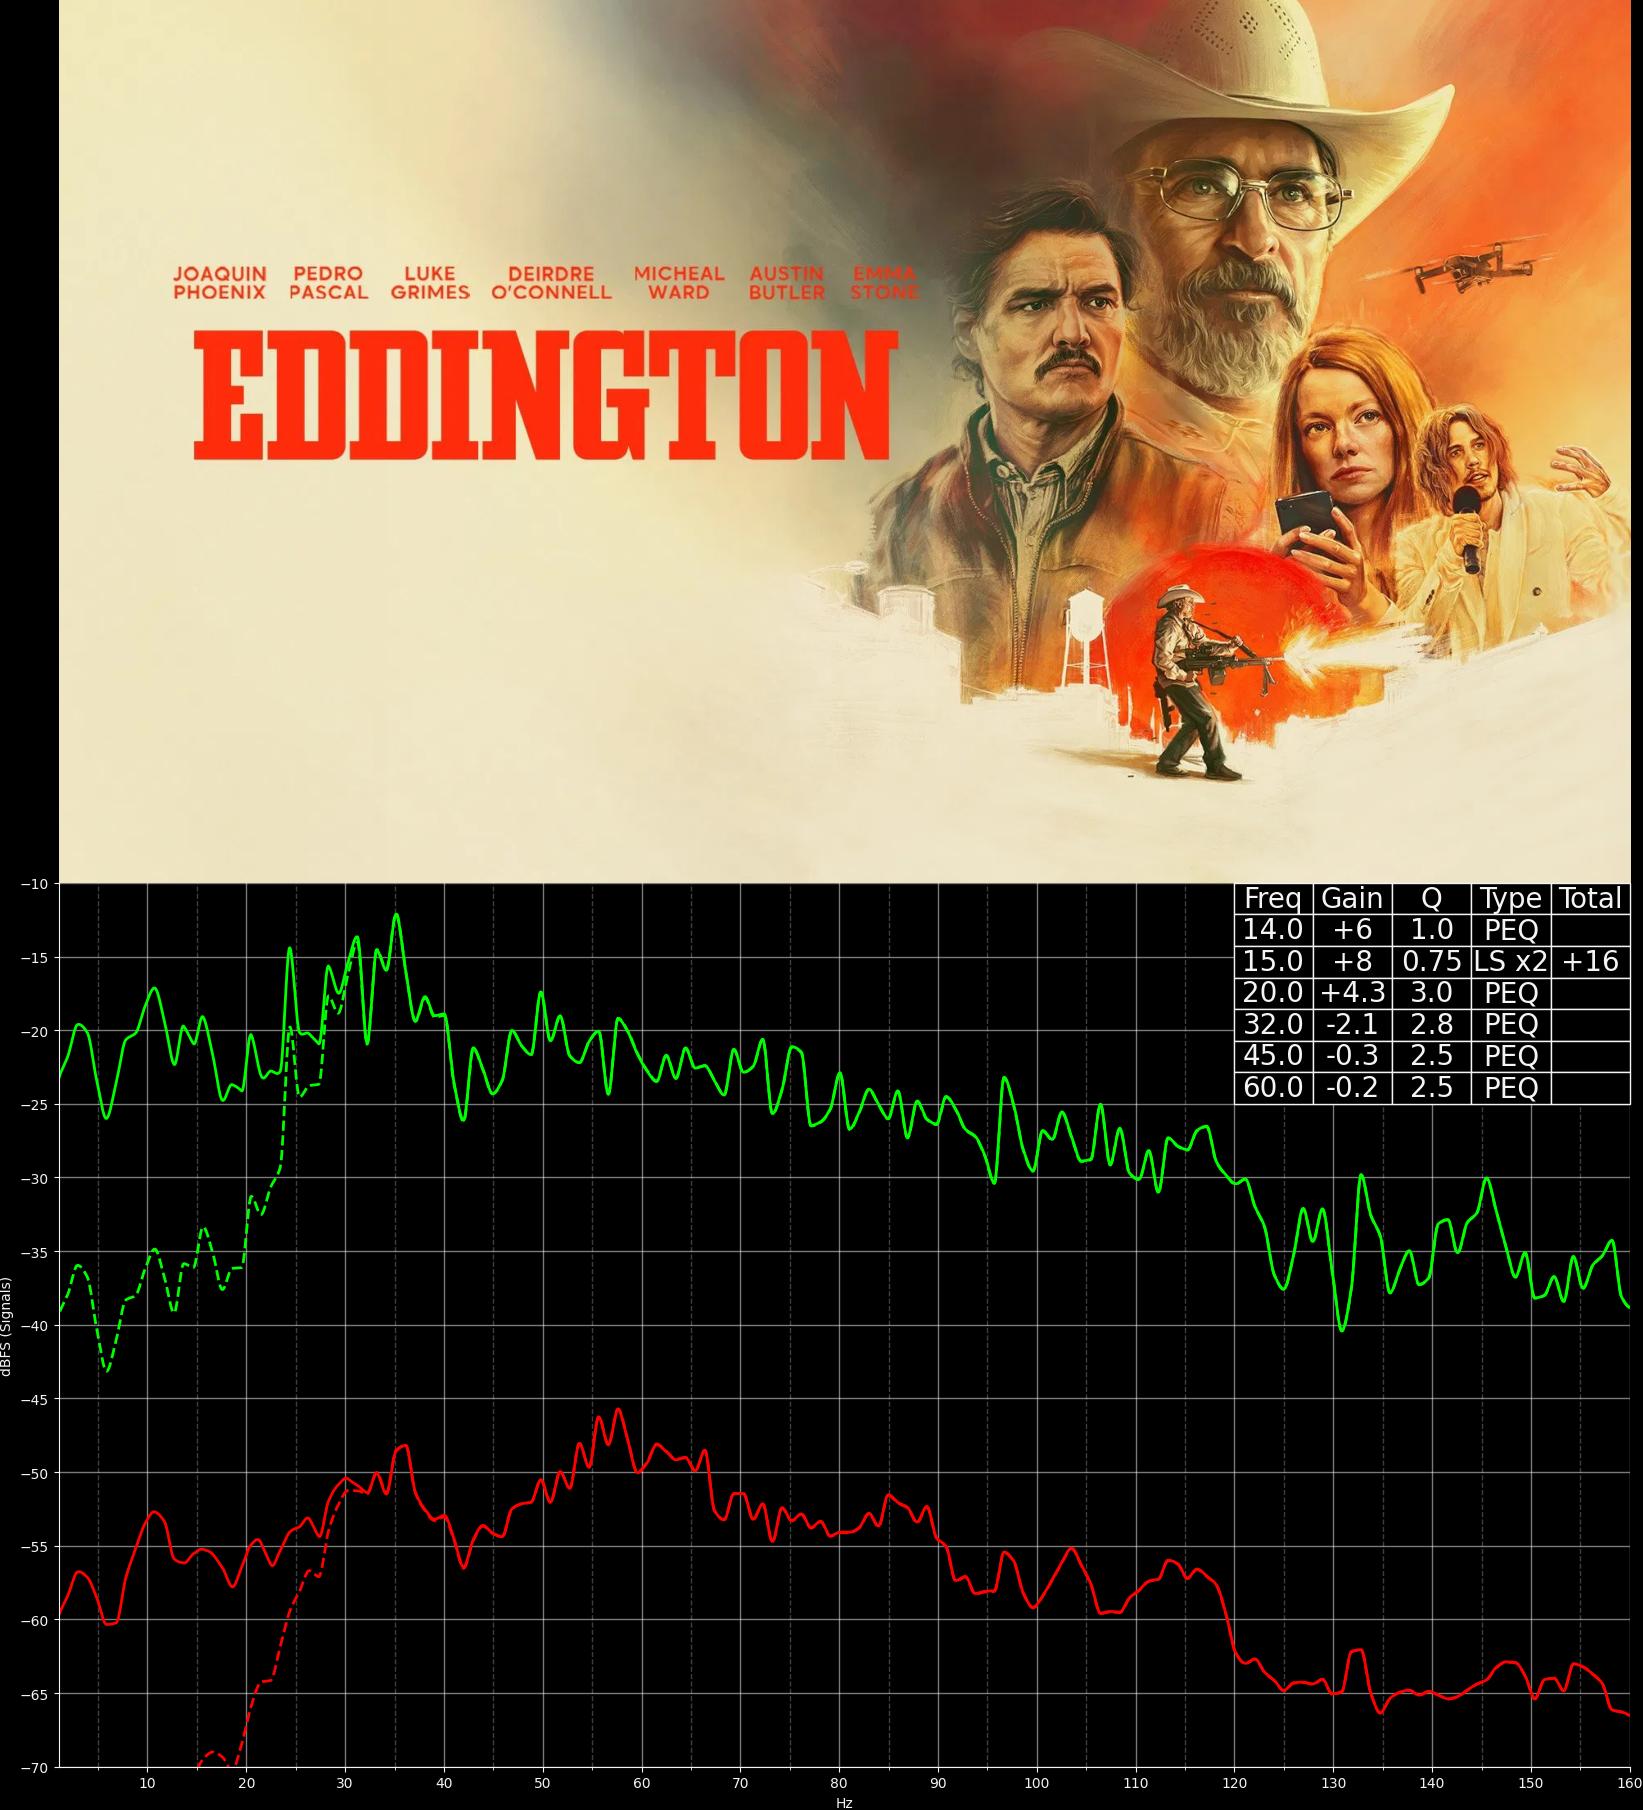 JOAQUIN PEDRO LUKE DEIRDRE MICHEAL AUSTIN EMMA
PHOENIX PASCAL GRIMES O'CONNELL WARD BUTLER STONE
EDDINGTON
Freq Gain Q Type Total
14.0 +6 1.0 PEQ
15.0 +8 0.75 LS x2 +16
20.0 +4.3 3.0 PEQ
32.0 -2.1 2.8 PEQ
45.0 -0.3 2.5 PEQ
60.0 -0.2 2.5 PEQ
−10
−15
−20
−25
−30
−35
−40
−45
−50
−55
−60
−65
−70
dBFS (Signals)
10 20 30 40 50 60 70 80 90 100 110 120 130 140 150 160
Hz